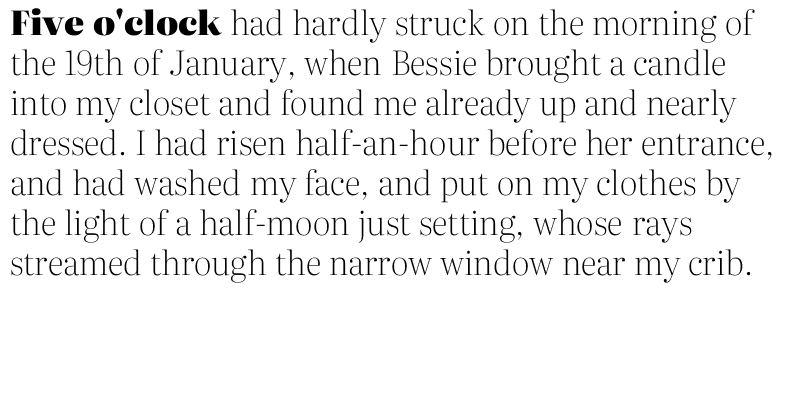 Five o'clock had hardly struck on the morning of
the 19th of January, when Bessie brought a candle
into my closet and found me already up and nearly
dressed. I had risen half-an-hour before her entrance,
and had washed my face, and put on my clothes by
the light of a half-moon just setting, whose rays
streamed through the narrow window near my crib.